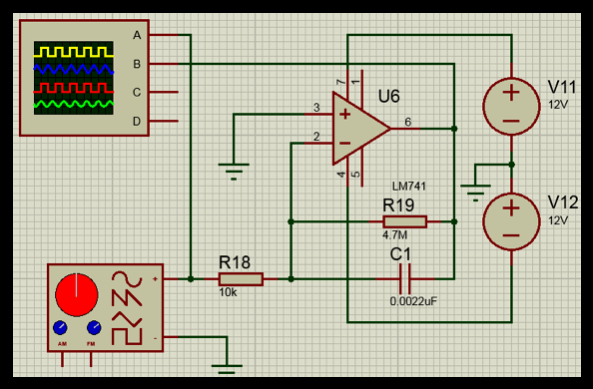 A
B
C
D
7
1
U6
3
+
2
−
6
4
5
LM741
V11
12V
+
−
V12
12V
+
−
R19
4.7M
C1
0.0022uF
R18
10k
+
-
AM
FM